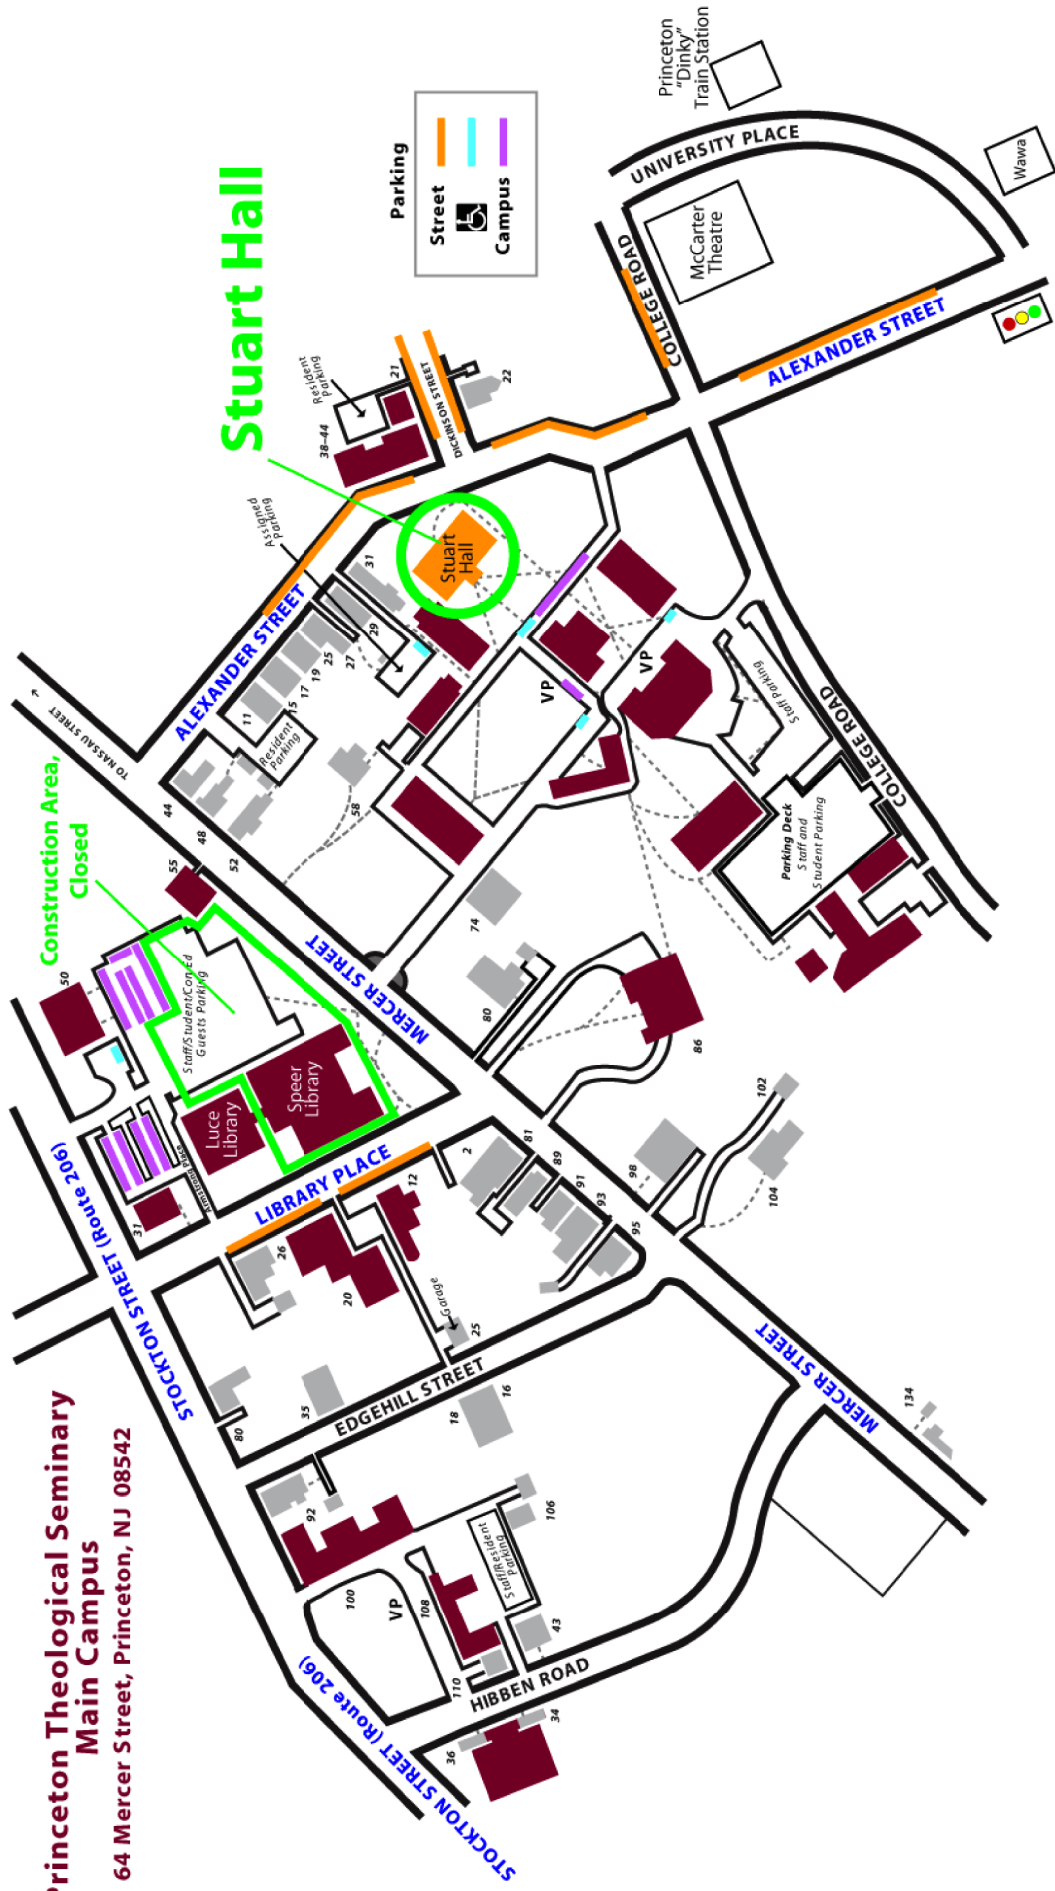 Princeton Theological Seminary
Main Campus
64 Mercer Street, Princeton, NJ 08542
Construction Area,
Closed
Stuart Hall
Parking
Street
Campus
Princeton
"Dinky"
Train Station
UNIVERSITY PLACE
Wawa
McCarter
Theatre
COLLEGE ROAD
ALEXANDER STREET
Resident
Parking
21
38-44
DICKINSON STREET
22
Assigned
Parking
Stuart
Hall
31
29
27
25
19
17
15
11
ALEXANDER STREET
TO NASSAU STREET
Resident
Parking
44
48
52
55
58
VP
VP
Staff Parking
COLLEGE ROAD
Parking Deck
Staff and
Student Parking
50
Staff/Student/Con Ed
Guests Parking
MERCER STREET
74
80
86
Luce
Library
Speer
Library
Armstrong Place
31
LIBRARY PLACE
STOCKTON STREET (Route 206)
2
12
81
89
91
93
95
98
102
104
26
20
Garage
25
80
35
EDGEHILL STREET
18
16
MERCER STREET
134
92
100
VP
108
106
Staff/Resident
Parking
110
43
HIBBEN ROAD
36
34
STOCKTON STREET (Route 206)